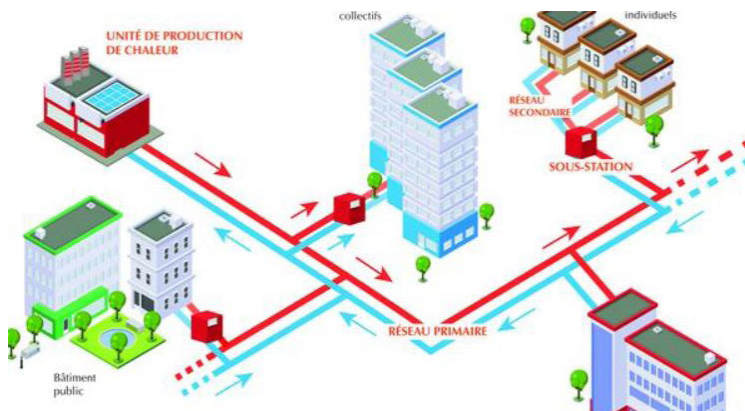 collectifs
individuels
UNITÉ DE PRODUCTION
DE CHALEUR
RÉSEAU
SECONDAIRE
SOUS-STATION
RÉSEAU PRIMAIRE
Bâtiment
public